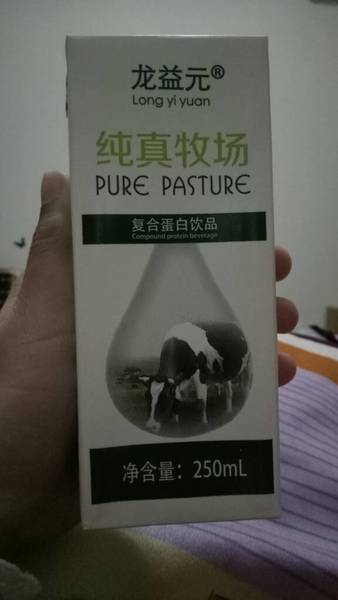 龙益元®
Long yi yuan
纯真牧场
PURE PASTURE
复合蛋白饮品
Compound protein beverage
净含量：250mL